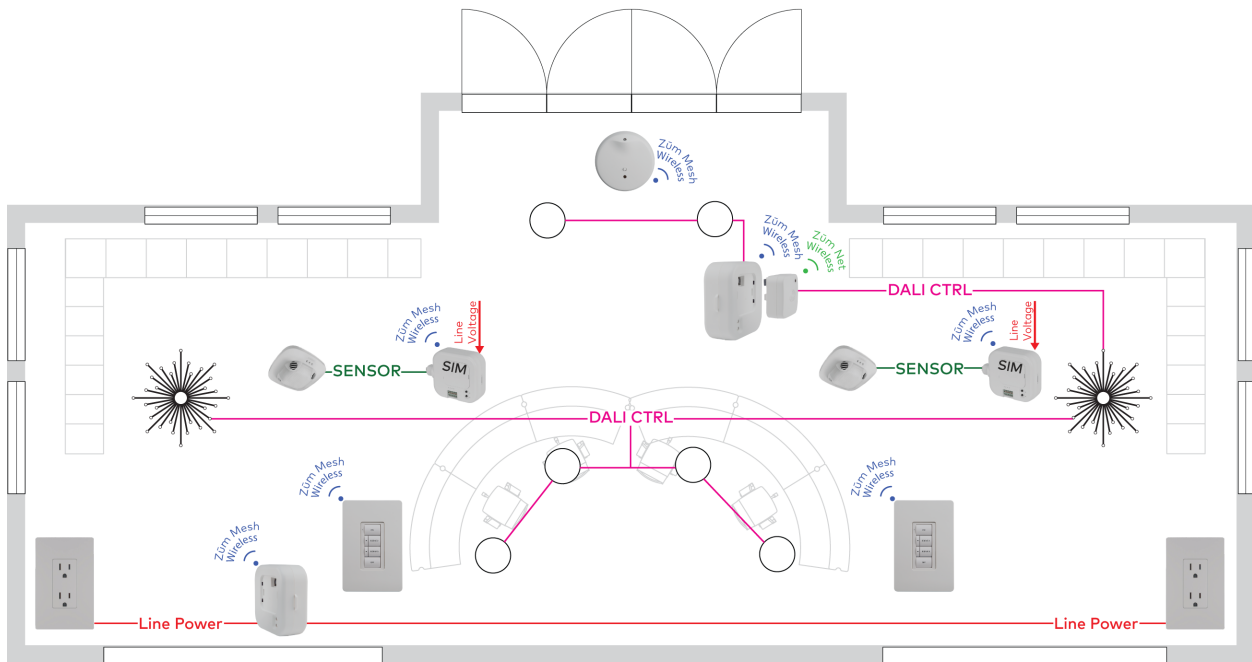 Züm Mesh
Wireless
Züm Mesh
Wireless
Züm Net
Wireless
DALI CTRL
Züm Mesh
Wireless
Line
Voltage
Züm Mesh
Wireless
Line
Voltage
SENSOR
SIM
SENSOR
SIM
DALI CTRL
Züm Mesh
Wireless
Züm Mesh
Wireless
Züm Mesh
Wireless
Line Power
Line Power